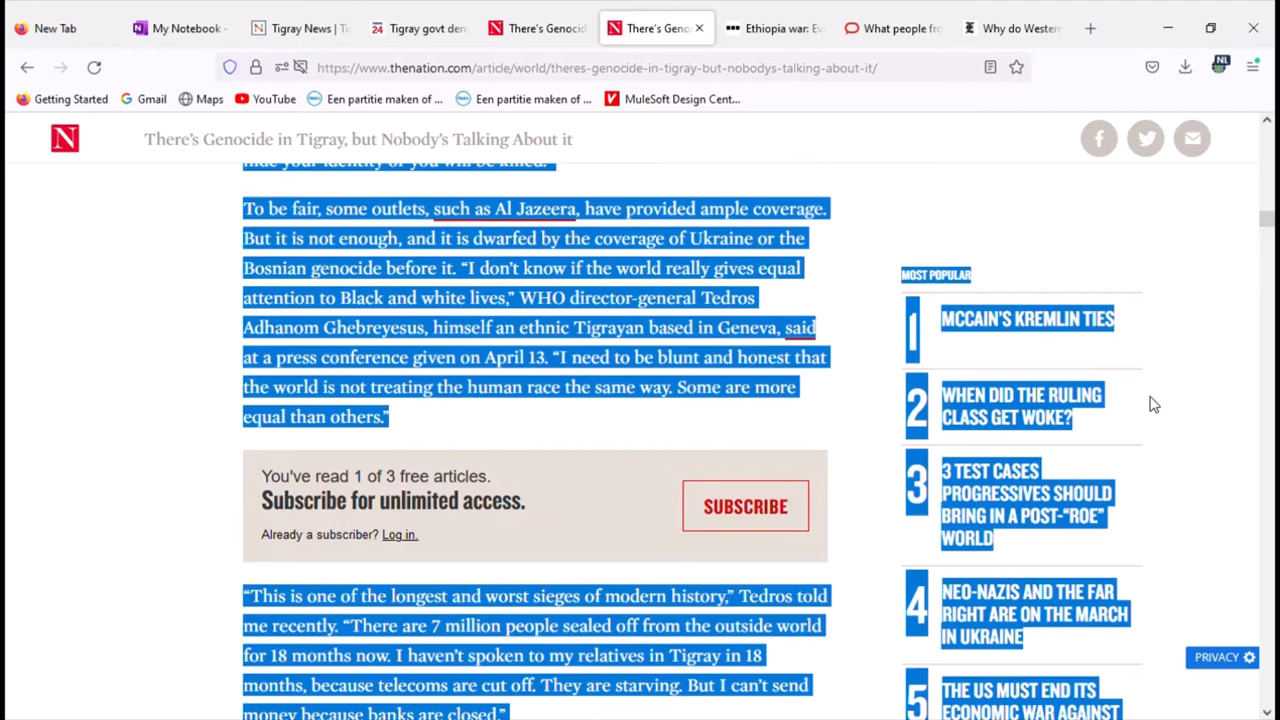 New Tab
My Notebook -
Tigray News | Ti
24 Tigray govt dem
N There's Genocid
N There's Geno
Ethiopia war: Ev
What people fro
Why do Western
NL
https://www.thenation.com/article/world/theres-genocide-in-tigray-but-nobodys-talking-about-it/
Getting Started
Gmail
Maps
YouTube
Een partitie maken of ...
Een partitie maken of ...
MuleSoft Design Cent...
N There's Genocide in Tigray, but Nobody's Talking About it
hide your identity or you will be killed."
To be fair, some outlets, such as Al Jazeera, have provided ample coverage.
But it is not enough, and it is dwarfed by the coverage of Ukraine or the
Bosnian genocide before it. “I don’t know if the world really gives equal
attention to Black and white lives,” WHO director-general Tedros
Adhanom Ghebreyesus, himself an ethnic Tigrayan based in Geneva, said
at a press conference given on April 13. “I need to be blunt and honest that
the world is not treating the human race the same way. Some are more
equal than others.”
You've read 1 of 3 free articles.
Subscribe for unlimited access.
Already a subscriber? Log in.
SUBSCRIBE
“This is one of the longest and worst sieges of modern history,” Tedros told
me recently. “There are 7 million people sealed off from the outside world
for 18 months now. I haven’t spoken to my relatives in Tigray in 18
months, because telecoms are cut off. They are starving. But I can’t send
money because banks are closed.”
MOST POPULAR
1 MCCAIN'S KREMLIN TIES
2 WHEN DID THE RULING
CLASS GET WOKE?
3 3 TEST CASES
PROGRESSIVES SHOULD
BRING IN A POST-“ROE”
WORLD
4 NEO-NAZIS AND THE FAR
RIGHT ARE ON THE MARCH
IN UKRAINE
5 THE US MUST END ITS
ECONOMIC WAR AGAINST
PRIVACY